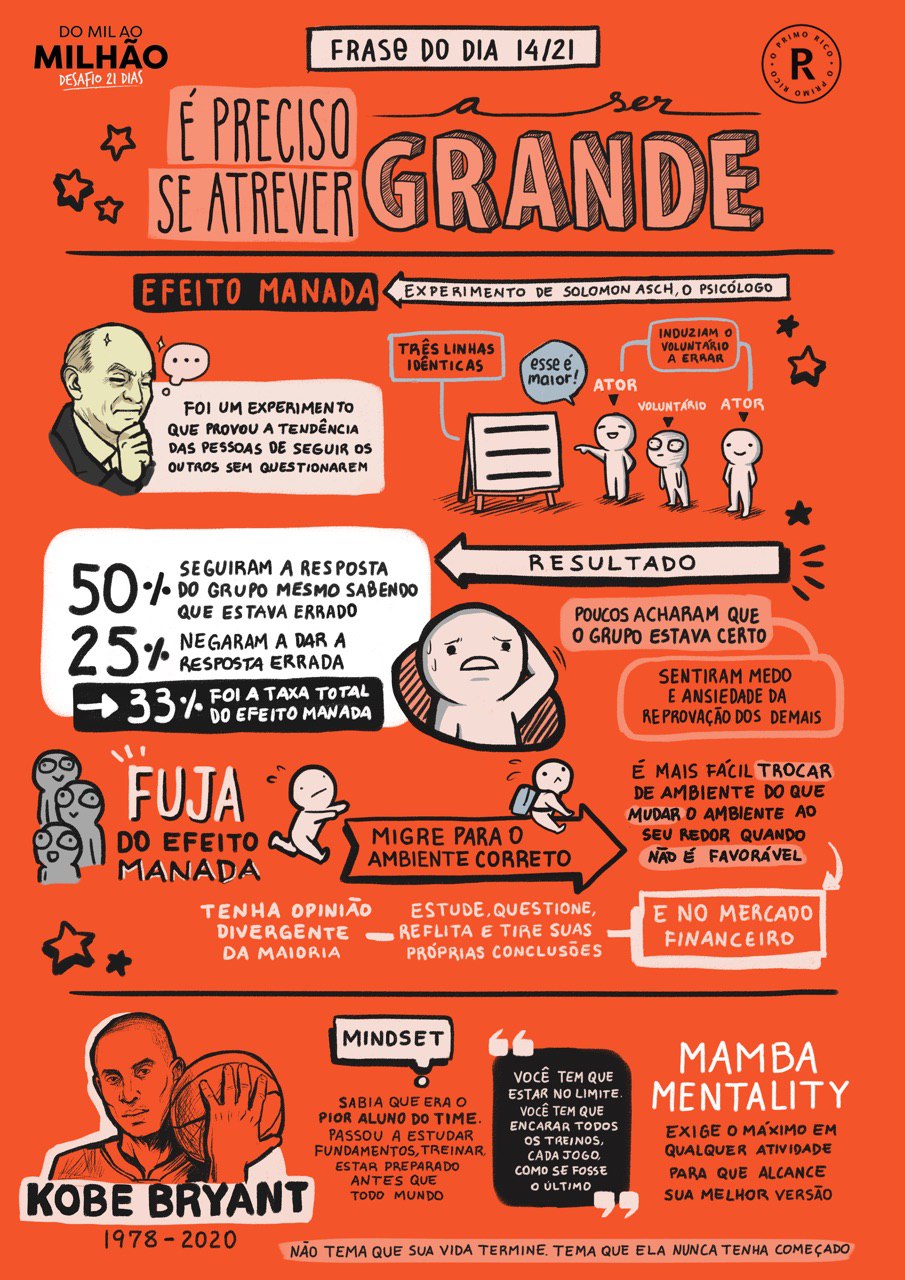 DO MIL AO
MILHÃO
DESAFIO 21 DIAS
FRASE DO DIA 14/21
O PRIMO RICO • O PRIMO RICO •
R
É PRECISO
SE ATREVER
a ser
GRANDE
EFEITO MANADA
EXPERIMENTO DE SOLOMON ASCH, O PSICÓLOGO
FOI UM EXPERIMENTO
QUE PROVOU A TENDÊNCIA
DAS PESSOAS DE SEGUIR OS
OUTROS SEM QUESTIONAREM
TRÊS LINHAS
IDÊNTICAS
esse é
maior!
INDUZIAM O
VOLUNTÁRIO
A ERRAR
ATOR
VOLUNTÁRIO
ATOR
RESULTADO
50% SEGUIRAM A RESPOSTA
DO GRUPO MESMO SABENDO
QUE ESTAVA ERRADO
25% NEGARAM A DAR A
RESPOSTA ERRADA
33% FOI A TAXA TOTAL
DO EFEITO MANADA
POUCOS ACHARAM QUE
O GRUPO ESTAVA CERTO
SENTIRAM MEDO
E ANSIEDADE DA
REPROVAÇÃO DOS DEMAIS
FUJA
DO EFEITO
MANADA
MIGRE PARA O
AMBIENTE CORRETO
É MAIS FÁCIL TROCAR
DE AMBIENTE DO QUE
MUDAR O AMBIENTE AO
SEU REDOR QUANDO
NÃO É FAVORÁVEL
E NO MERCADO
FINANCEIRO
ESTUDE, QUESTIONE,
REFLITA E TIRE SUAS
PRÓPRIAS CONCLUSÕES
TENHA OPINIÃO
DIVERGENTE
DA MAIORIA
KOBE BRYANT
1978 - 2020
MINDSET
SABIA QUE ERA O
PIOR ALUNO DO TIME.
PASSOU A ESTUDAR
FUNDAMENTOS, TREINAR,
ESTAR PREPARADO
ANTES QUE
TODO MUNDO
"VOCÊ TEM QUE
ESTAR NO LIMITE.
VOCÊ TEM QUE
ENCARAR TODOS
OS TREINOS,
CADA JOGO,
COMO SE FOSSE
O ÚLTIMO"
MAMBA
MENTALITY
EXIGE O MÁXIMO EM
QUALQUER ATIVIDADE
PARA QUE ALCANCE
SUA MELHOR VERSÃO
NÃO TEMA QUE SUA VIDA TERMINE. TEMA QUE ELA NUNCA TENHA COMEÇADO